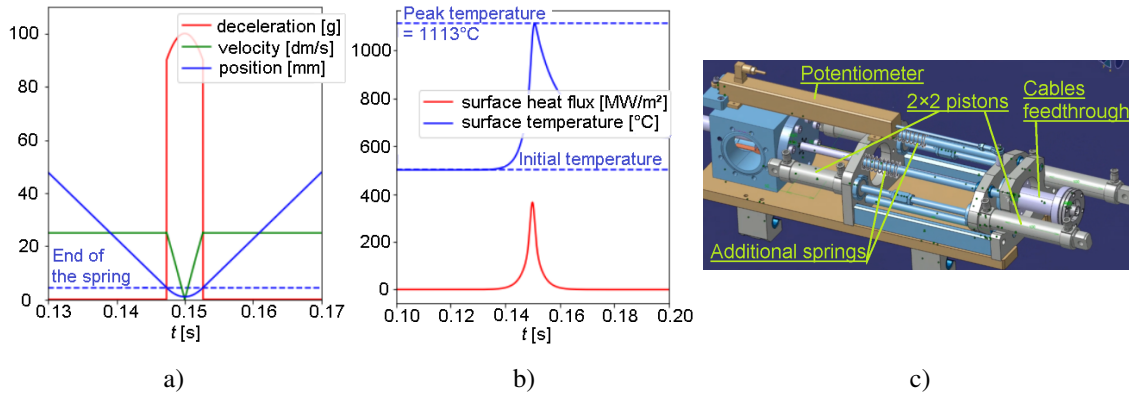 deceleration [g]
velocity [dm/s]
position [mm]
100
80
60
40
20
0
End of
the spring
0.13
0.14
0.15
0.16
0.17
t [s]
a)
Peak temperature
= 1113°C
1000
800
600
400
200
0
surface heat flux [MW/m²]
surface temperature [°C]
Initial temperature
0.10
0.12
0.14
0.16
0.18
0.20
t [s]
b)
Potentiometer
2×2 pistons
Cables
feedthrough
Additional springs
c)